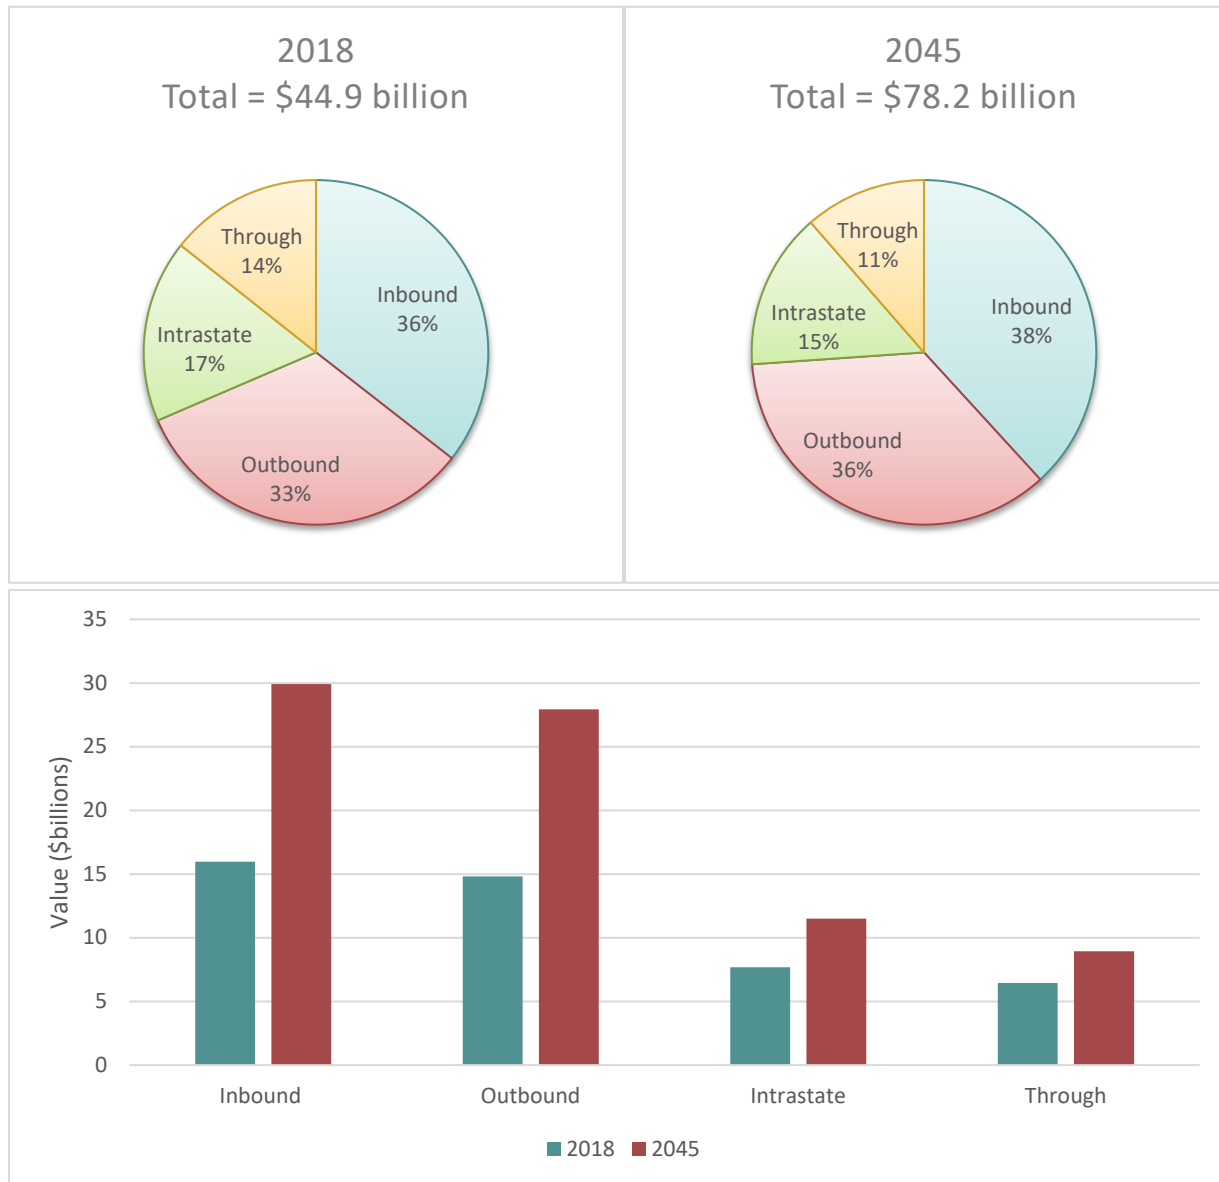 2018
Total = $44.9 billion
Through
14%
Inbound
36%
Intrastate
17%
Outbound
33%
2045
Total = $78.2 billion
Through
11%
Inbound
38%
Intrastate
15%
Outbound
36%
35
30
25
20
15
10
5
0
Value ($billions)
Inbound
Outbound
Intrastate
Through
2018
2045